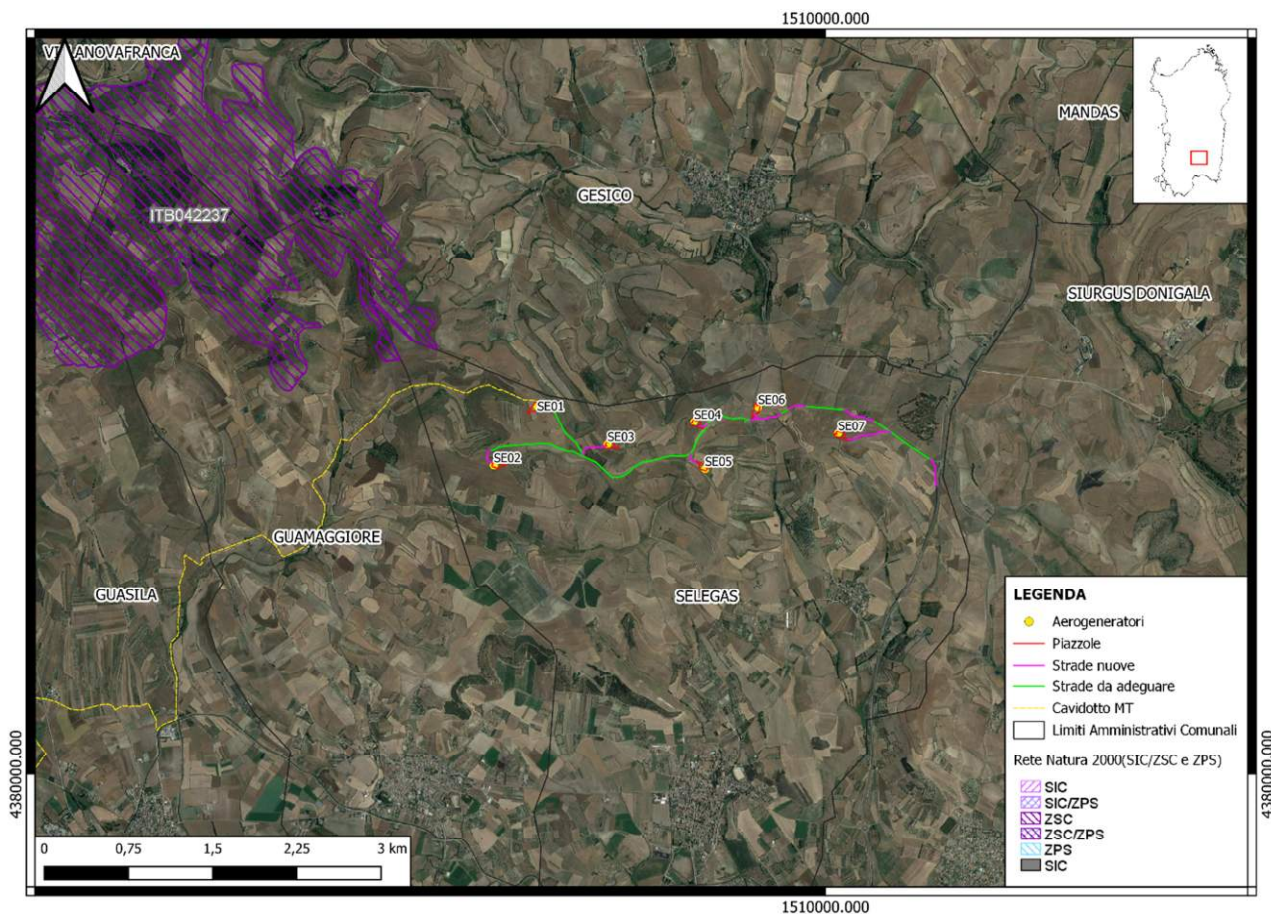 1510000.000
VILLANOVAFRANCA
MANDAS
GESICO
ITB042237
SIURGUS DONIGALA
SE01
SE06
SE04
SE07
SE03
SE02
SE05
GUAMAGGIORE
GUASILA
SELEGAS
LEGENDA
Aerogeneratori
Piazzole
Strade nuove
Strade da adeguare
Cavidotto MT
Limiti Amministrativi Comunali
Rete Natura 2000(SIC/ZSC e ZPS)
SIC
SIC/ZPS
ZSC
ZSC/ZPS
ZPS
SIC
4380000.000
4380000.000
0 0,75 1,5 2,25 3 km
1510000.000